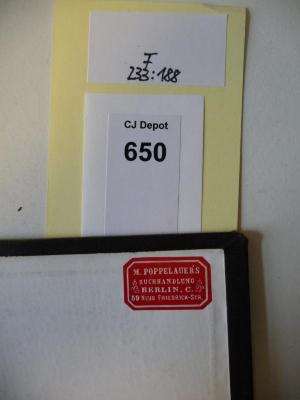 F
233:188
CJ Depot
650
M. POPPELAUER'S
BUCHHANDLUNG
BERLIN, C.
59 NEUE FRIEDRICH-STR.